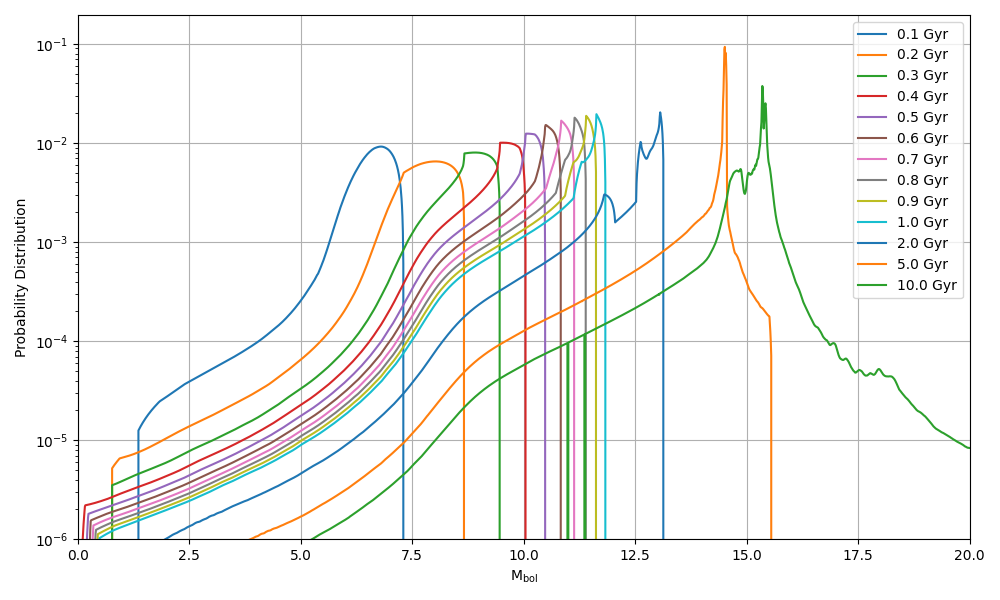 Probability Distribution
10⁻¹
10⁻²
10⁻³
10⁻⁴
10⁻⁵
10⁻⁶
0.1 Gyr
0.2 Gyr
0.3 Gyr
0.4 Gyr
0.5 Gyr
0.6 Gyr
0.7 Gyr
0.8 Gyr
0.9 Gyr
1.0 Gyr
2.0 Gyr
5.0 Gyr
10.0 Gyr
0.0 2.5 5.0 7.5 10.0 12.5 15.0 17.5 20.0
M_bol